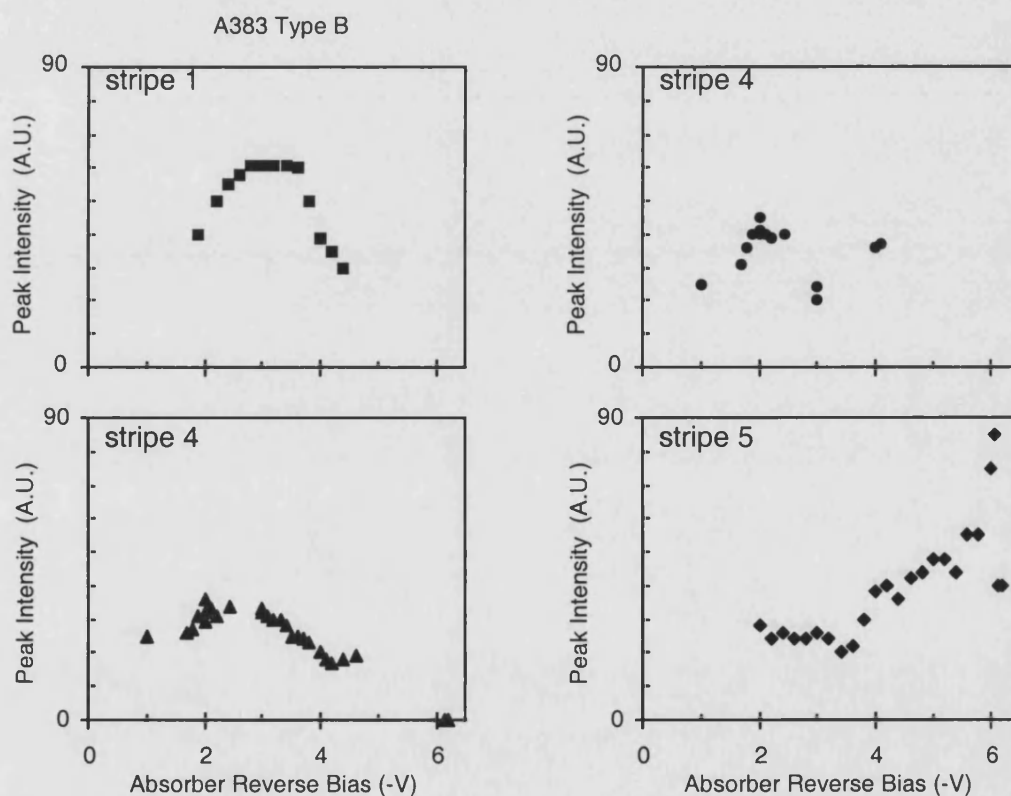 A383 Type B
90
stripe 1
Peak Intensity (A.U.)
0
90
stripe 4
Peak Intensity (A.U.)
0
90
stripe 4
Peak Intensity (A.U.)
0
0 2 4 6
Absorber Reverse Bias (-V)
90
stripe 5
Peak Intensity (A.U.)
0
0 2 4 6
Absorber Reverse Bias (-V)